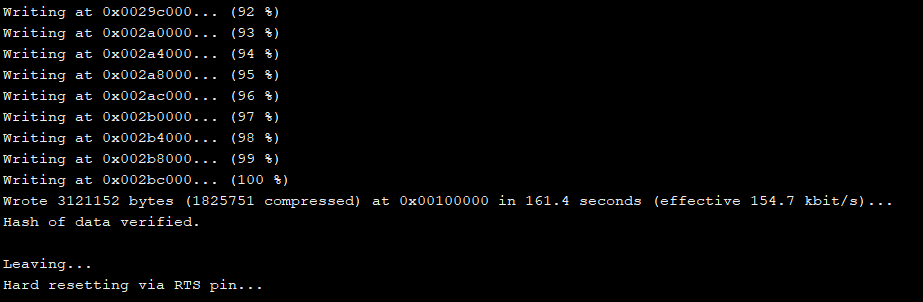 Writing at 0x0029c000... (92 %)
Writing at 0x002a0000... (93 %)
Writing at 0x002a4000... (94 %)
Writing at 0x002a8000... (95 %)
Writing at 0x002ac000... (96 %)
Writing at 0x002b0000... (97 %)
Writing at 0x002b4000... (98 %)
Writing at 0x002b8000... (99 %)
Writing at 0x002bc000... (100 %)
Wrote 3121152 bytes (1825751 compressed) at 0x00100000 in 161.4 seconds (effective 154.7 kbit/s)...
Hash of data verified.
Leaving...
Hard resetting via RTS pin...